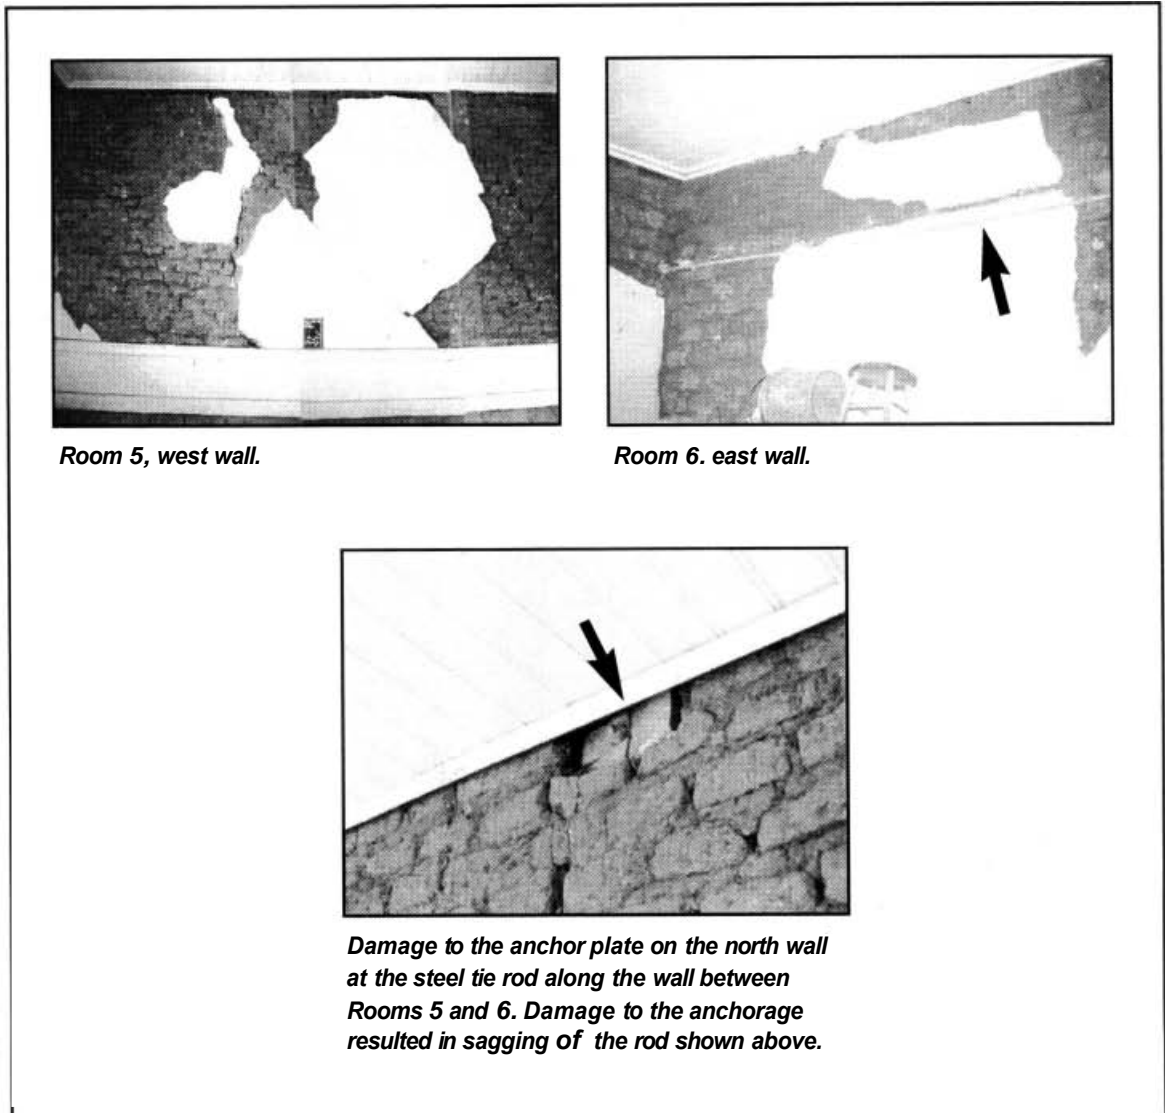 Room 5, west wall.
Room 6. east wall.
Damage to the anchor plate on the north wall
at the steel tie rod along the wall between
Rooms 5 and 6. Damage to the anchorage
resulted in sagging of the rod shown above.